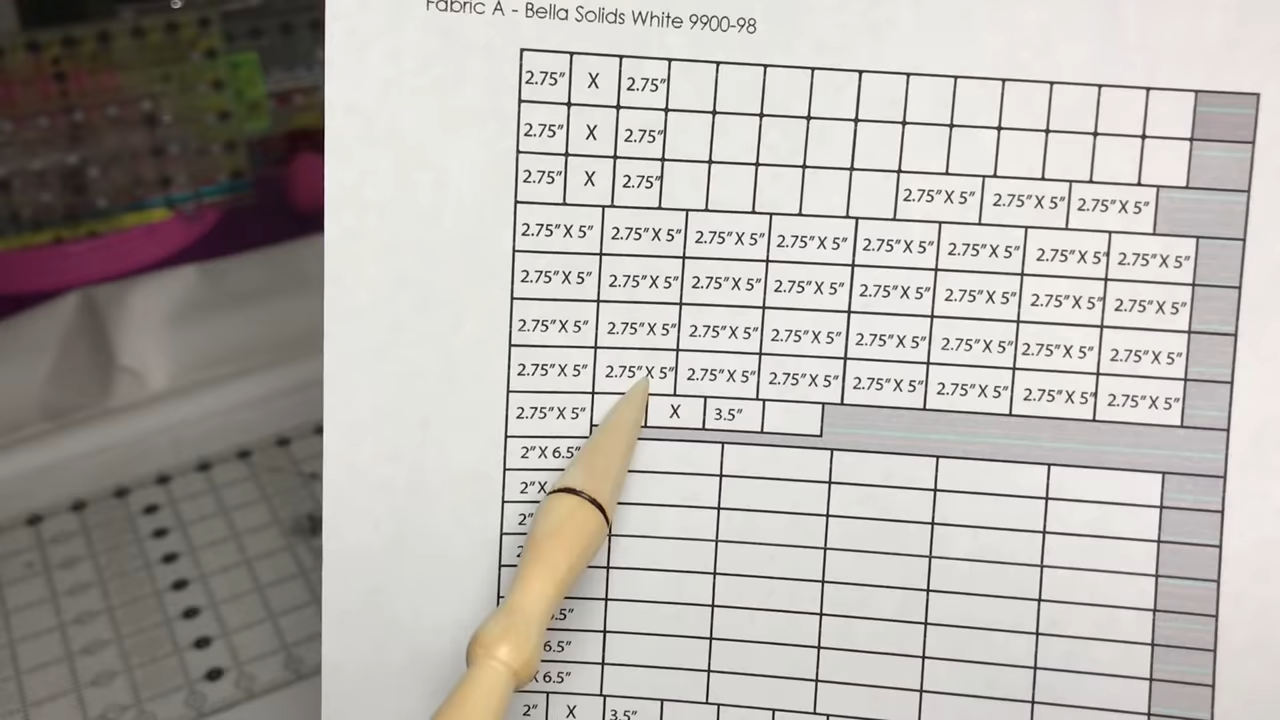 Fabric A - Bella Solids White 9900-98
2.75" X 2.75"
2.75" X 2.75"
2.75" X 2.75" 2.75" X 5" 2.75" X 5" 2.75" X 5"
2.75" X 5" 2.75" X 5" 2.75" X 5" 2.75" X 5" 2.75" X 5" 2.75" X 5" 2.75" X 5" 2.75" X 5"
2.75" X 5" 2.75" X 5" 2.75" X 5" 2.75" X 5" 2.75" X 5" 2.75" X 5" 2.75" X 5" 2.75" X 5"
2.75" X 5" 2.75" X 5" 2.75" X 5" 2.75" X 5" 2.75" X 5" 2.75" X 5" 2.75" X 5" 2.75" X 5"
2.75" X 5" 2.75" X 5" 2.75" X 5" 2.75" X 5" 2.75" X 5" 2.75" X 5" 2.75" X 5" 2.75" X 5"
2.75" X 5" X 3.5"
2" X 6.5"
2" X
2"
2
.5"
6.5"
X 6.5"
2" X 3.5"